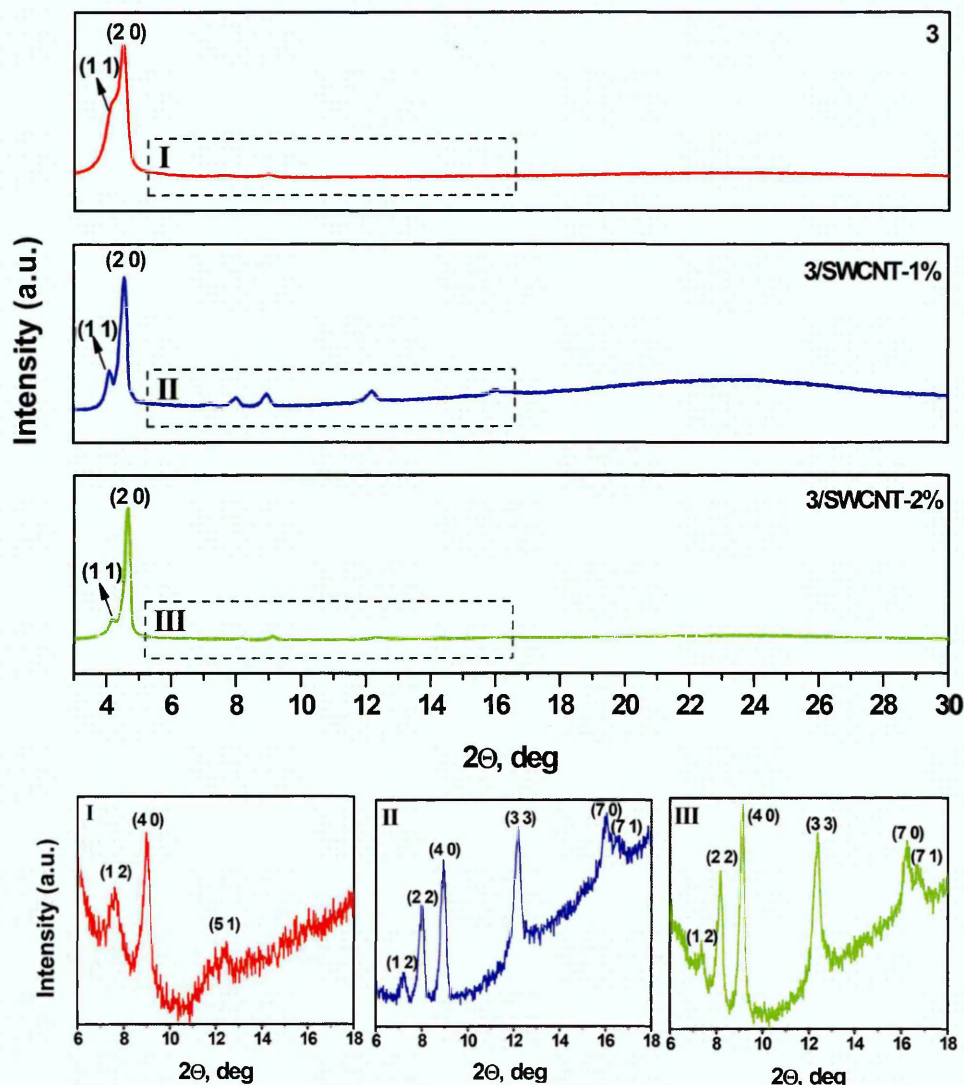 (2 0)
3
(1 1)
I
(2 0)
3/SWCNT-1%
(1 1)
II
(2 0)
3/SWCNT-2%
(1 1)
III
Intensity (a.u.)
4 6 8 10 12 14 16 18 20 22 24 26 28 30
2Θ, deg
I
(4 0)
(1 2)
(5 1)
Intensity (a.u.)
6 8 10 12 14 16 18
2Θ, deg
II
(7 0)
(7 1)
(3 3)
(4 0)
(2 2)
(1 2)
6 8 10 12 14 16 18
2Θ, deg
III
(4 0)
(3 3)
(7 0)
(7 1)
(2 2)
(1 2)
6 8 10 12 14 16 18
2Θ, deg